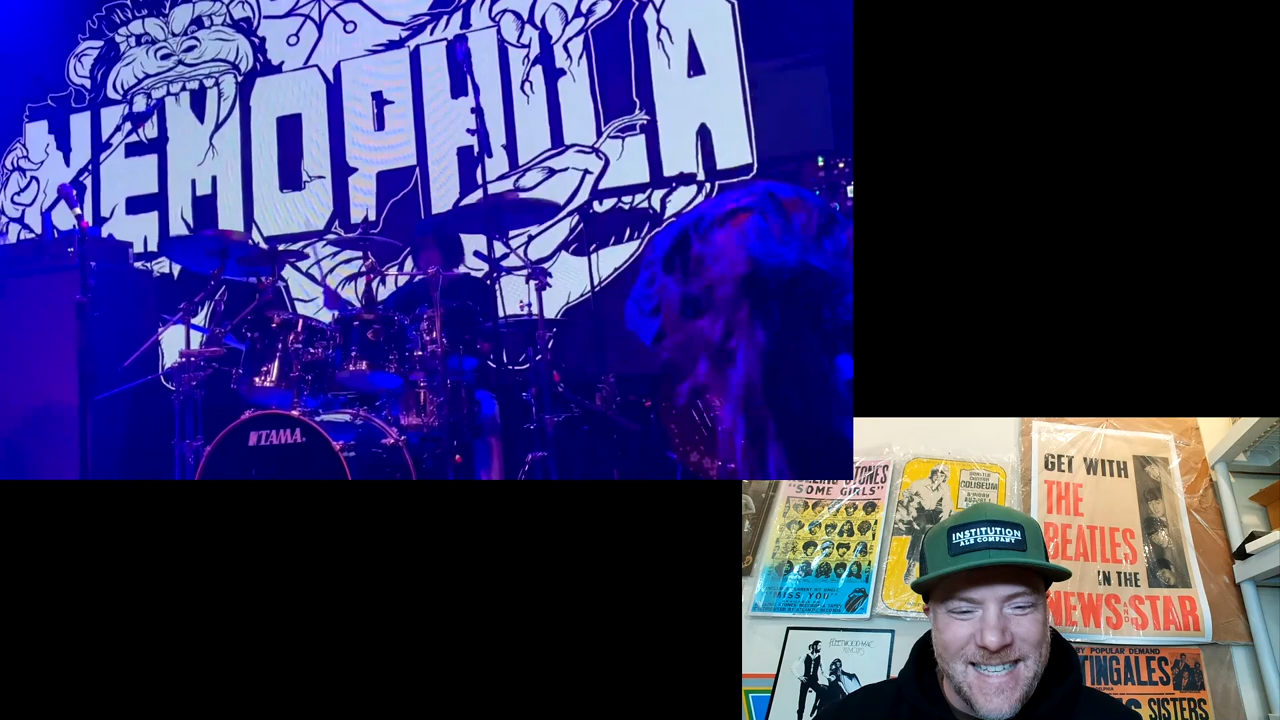 NEMOPHILA
TAMA
ROLLING STONES
"SOME GIRLS"
"MISS YOU"
COLISEUM
GET WITH
THE
BEATLES
IN THE
NEWS AND STAR
INSTITUTION
ALE COMPANY
FLEETWOOD MAC
BY POPULAR DEMAND
TINGALES
SISTERS